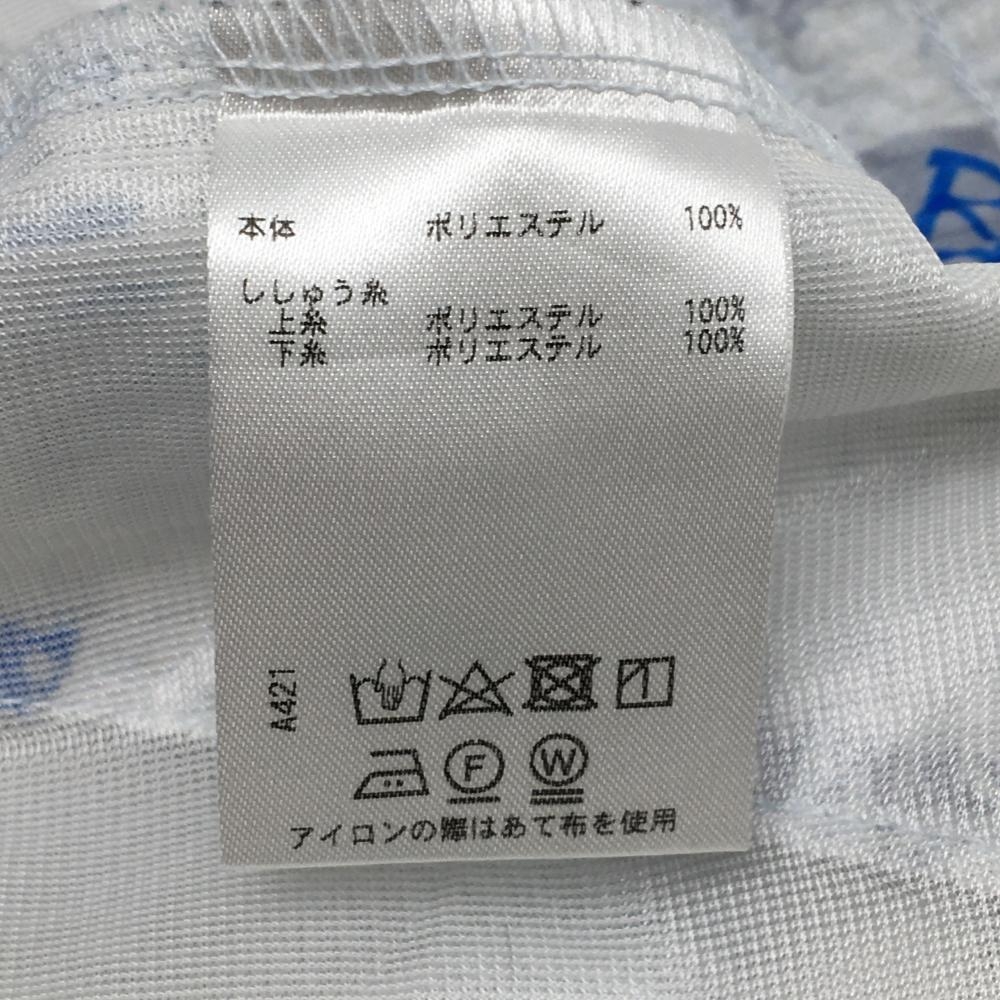 本体 ポリエステル 100%
ししゅう糸
上糸 ポリエステル 100%
下糸 ポリエステル 100%
A421
F W
アイロンの際はあて布を使用
R